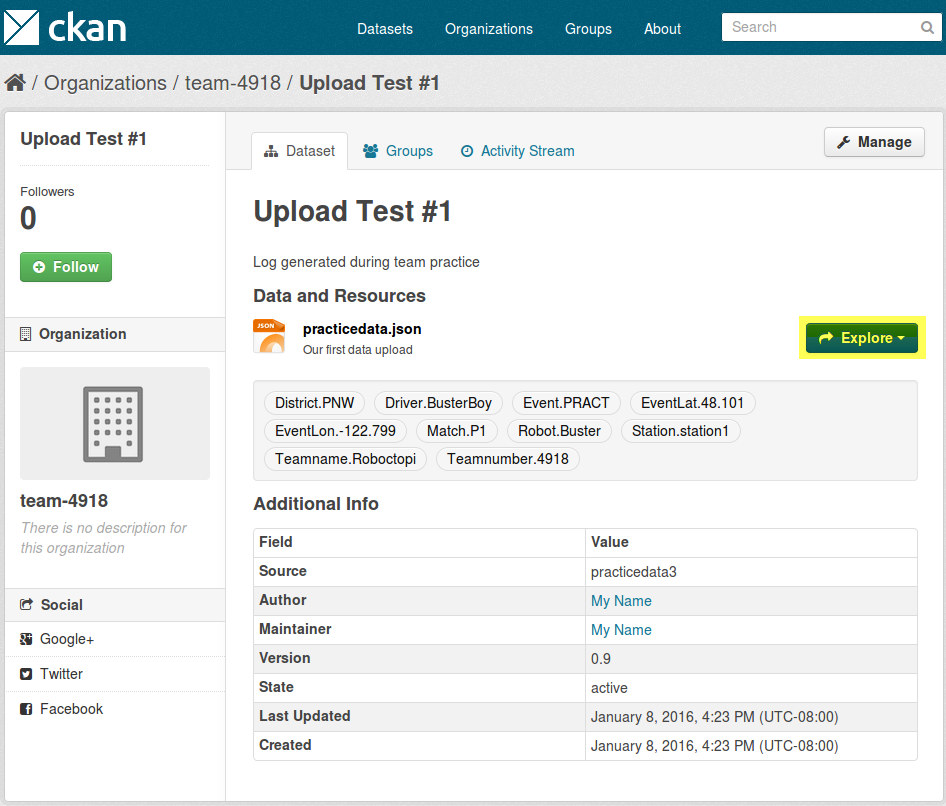 ckan
Datasets Organizations Groups About Search
/ Organizations / team-4918 / Upload Test #1
Upload Test #1
Followers
0
Follow
Organization
team-4918
There is no description for
this organization
Social
Google+
Twitter
Facebook
Dataset Groups Activity Stream Manage
Upload Test #1
Log generated during team practice
Data and Resources
JSON
practicedata.json
Our first data upload
Explore
District.PNW Driver.BusterBoy Event.PRACT EventLat.48.101
EventLon.-122.799 Match.P1 Robot.Buster Station.station1
Teamname.Roboctopi Teamnumber.4918
Additional Info
Field Value
Source practicedata3
Author My Name
Maintainer My Name
Version 0.9
State active
Last Updated January 8, 2016, 4:23 PM (UTC-08:00)
Created January 8, 2016, 4:23 PM (UTC-08:00)